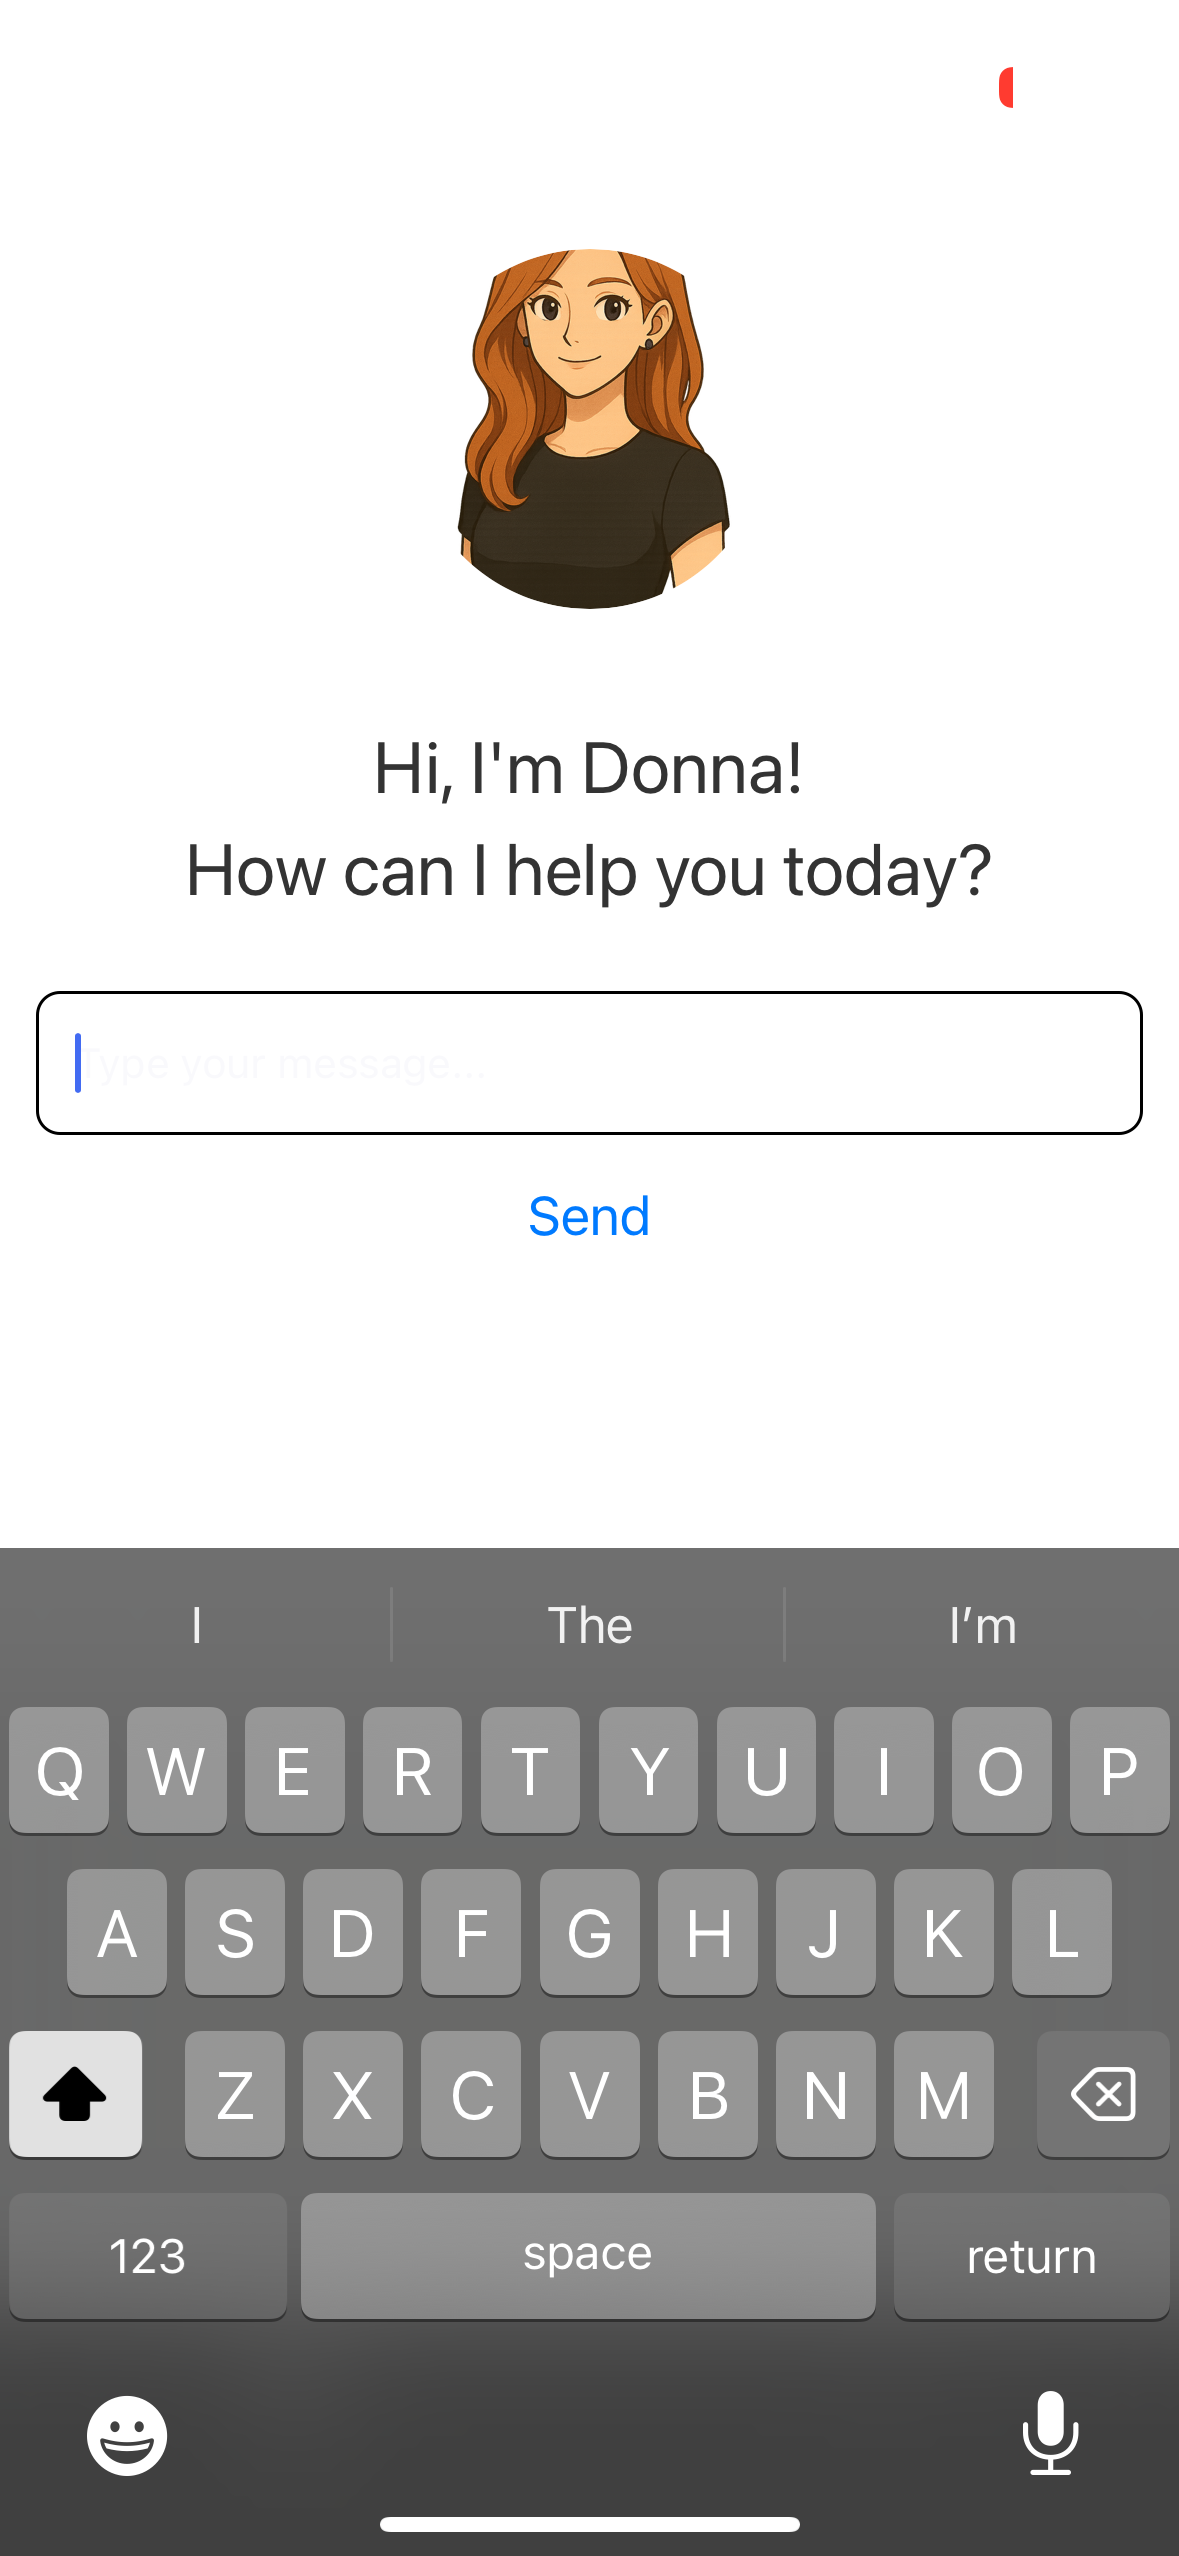 Hi, I'm Donna!
How can I help you today?
Type your message...
Send
I The I’m
Q W E R T Y U I O P
A S D F G H J K L
Z X C V B N M
123 space return